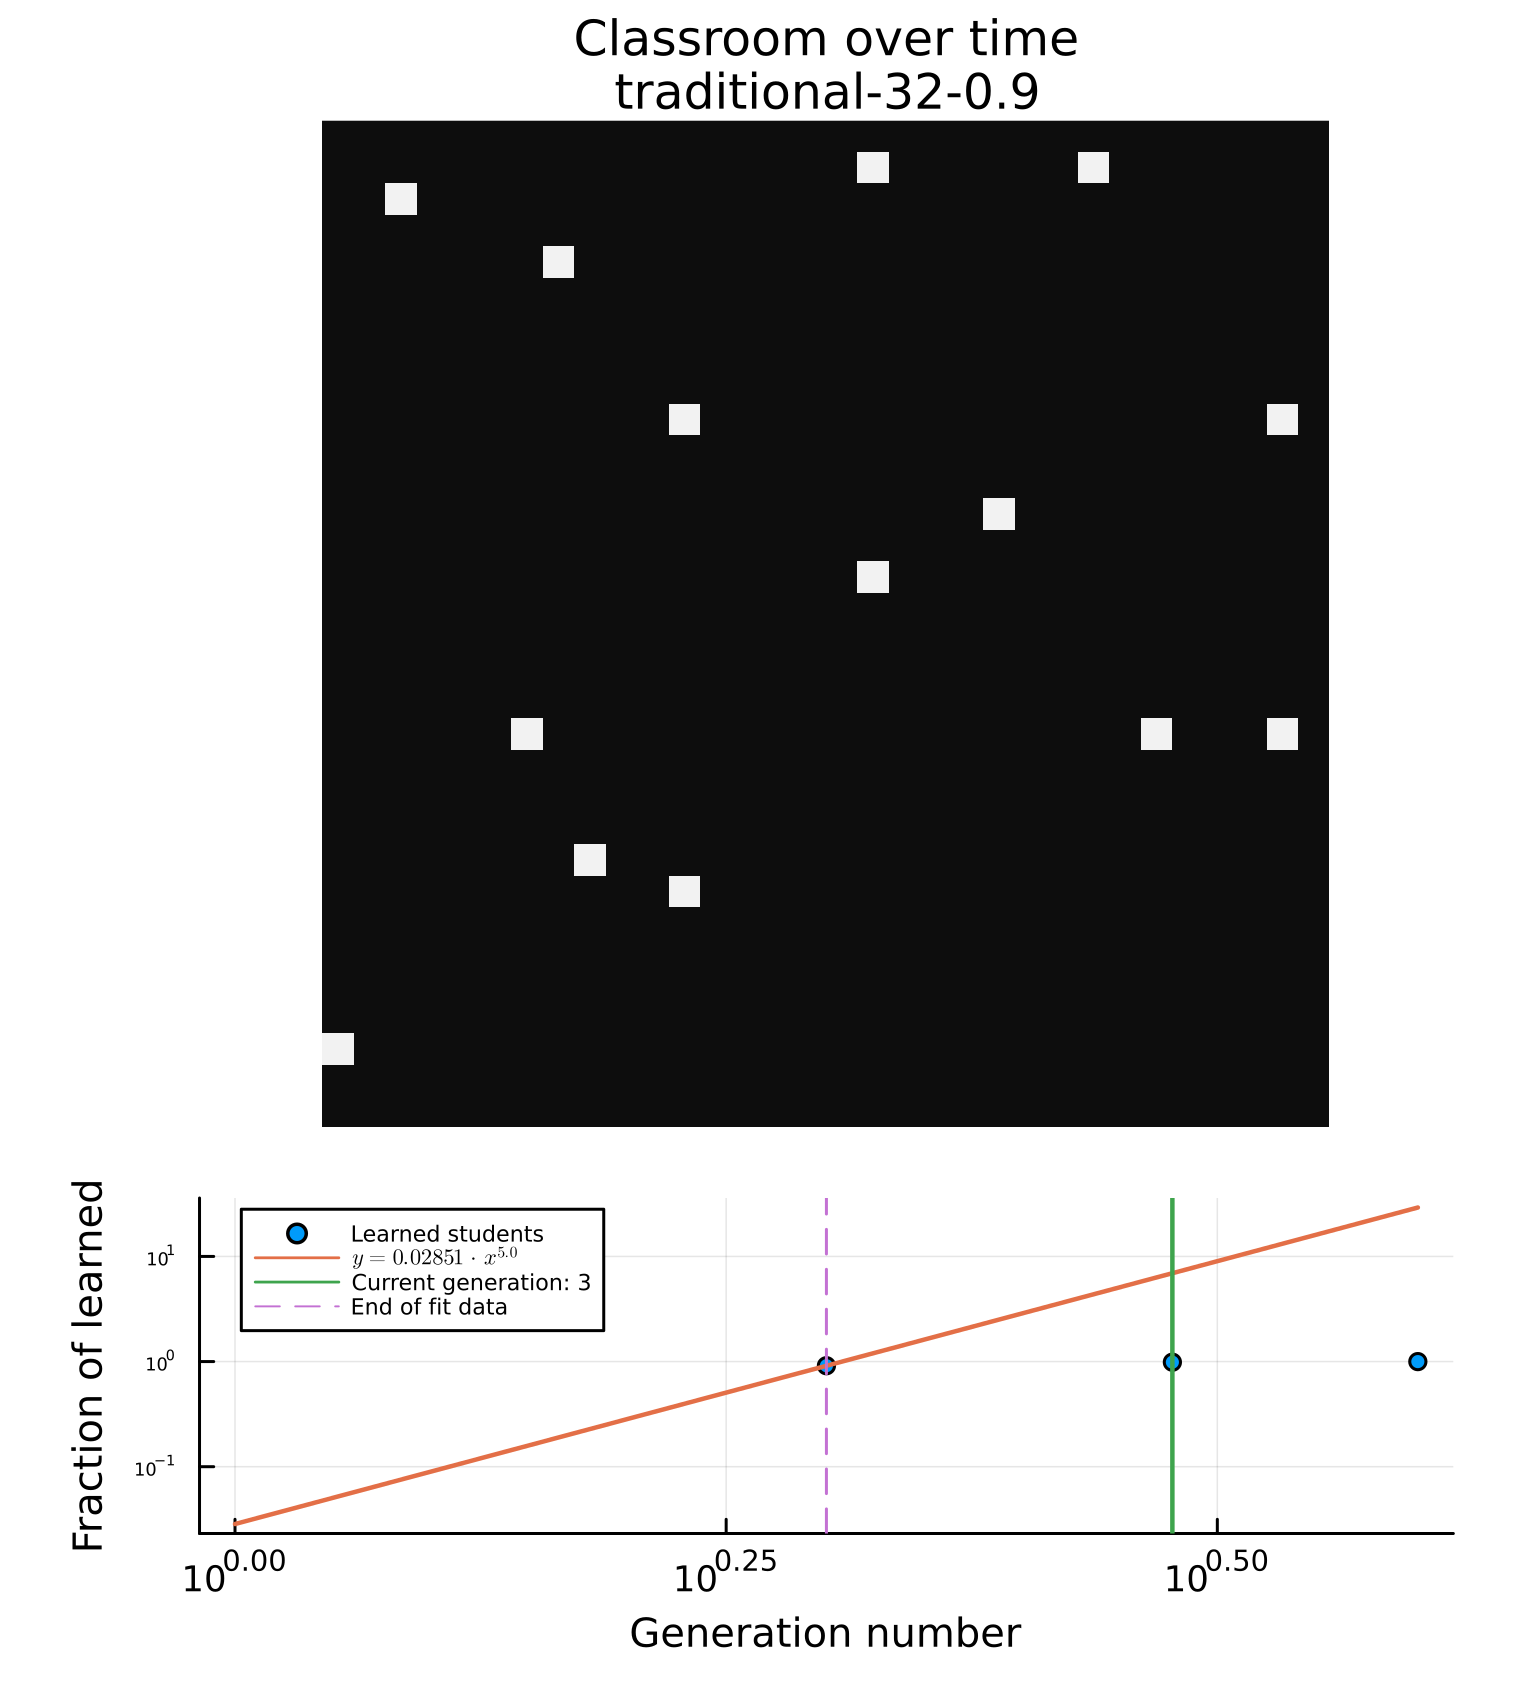 Classroom over time
traditional-32-0.9
Fraction of learned
10^1
10^0
10^−1
Learned students
y = 0.02851 · x^5.0
Current generation: 3
End of fit data
10^0.00
10^0.25
10^0.50
Generation number